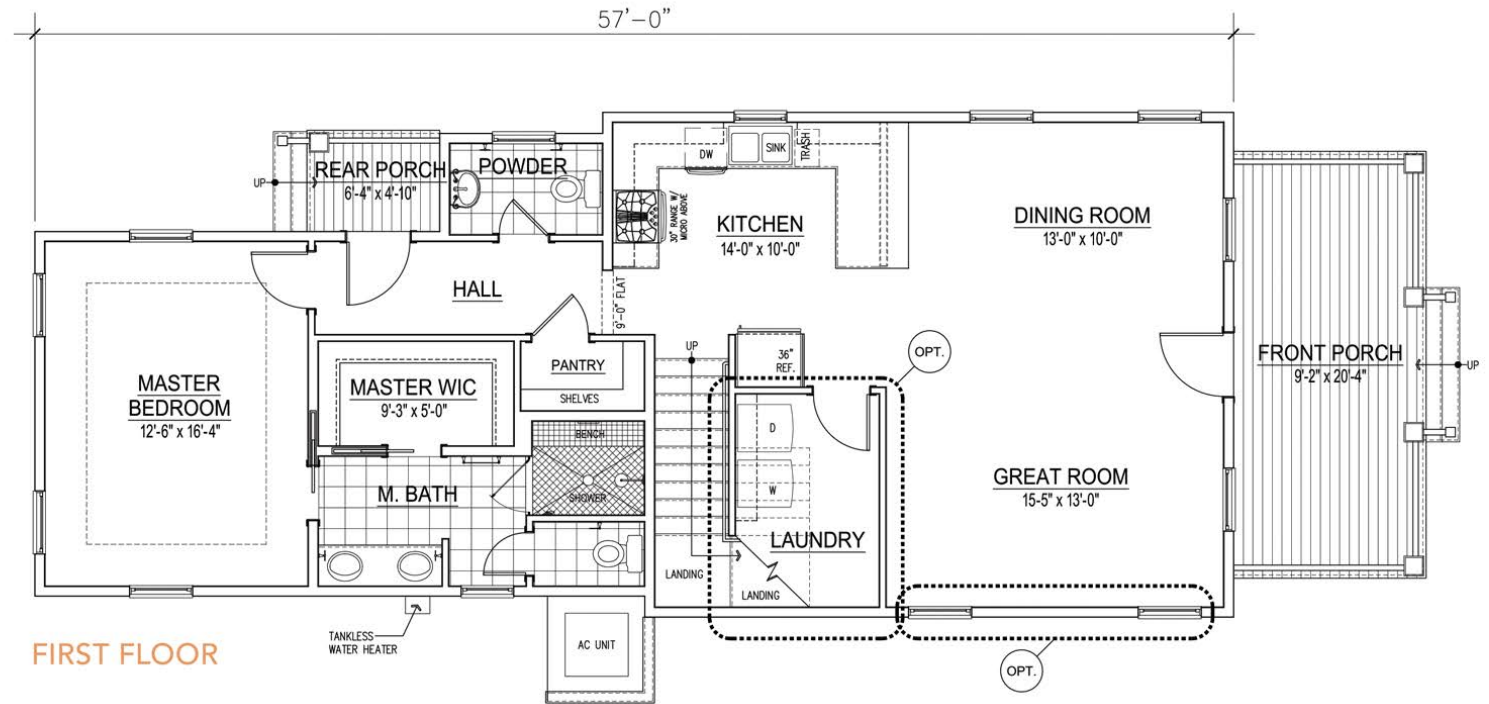 57'-0"
REAR PORCH
6'-4" x 4'-10"
UP
POWDER
DW
SINK
TRASH
30" RANGE W/
MICRO ABOVE
KITCHEN
14'-0" x 10'-0"
DINING ROOM
13'-0" x 10'-0"
HALL
9'-0" FLAT
MASTER
BEDROOM
12'-6" x 16'-4"
MASTER WIC
9'-3" x 5'-0"
PANTRY
SHELVES
UP
36"
REF.
OPT.
FRONT PORCH
9'-2" x 20'-4"
UP
BENCH
SHOWER
M. BATH
D
W
LAUNDRY
GREAT ROOM
15'-5" x 13'-0"
LANDING
LANDING
TANKLESS
WATER HEATER
AC UNIT
OPT.
FIRST FLOOR